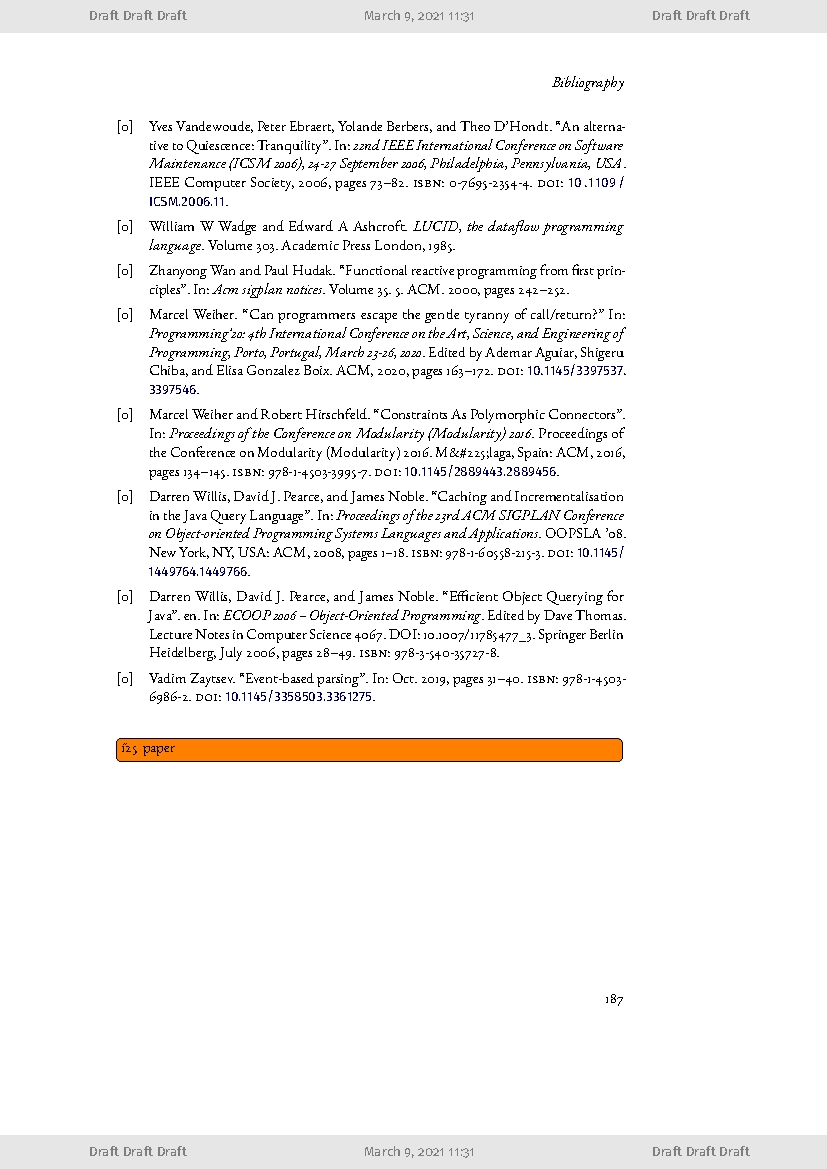 Draft Draft Draft March 9, 2021 11:31 Draft Draft Draft
Bibliography
[0] Yves Vandewoude, Peter Ebraert, Yolande Berbers, and Theo D’Hondt. “An alterna-
tive to Quiescence: Tranquility”. In: 22nd IEEE International Conference on Software
Maintenance (ICSM 2006), 24-27 September 2006, Philadelphia, Pennsylvania, USA.
IEEE Computer Society, 2006, pages 73–82. ISBN: 0-7695-2354-4. DOI: 10.1109/
ICSM.2006.11.
[0] William W Wadge and Edward A Ashcroft. LUCID, the dataflow programming
language. Volume 303. Academic Press London, 1985.
[0] Zhanyong Wan and Paul Hudak. “Functional reactive programming from first prin-
ciples”. In: Acm sigplan notices. Volume 35. 5. ACM. 2000, pages 242–252.
[0] Marcel Weiher. “Can programmers escape the gentle tyranny of call/return?” In:
Programming’20: 4th International Conference on the Art, Science, and Engineering of
Programming, Porto, Portugal, March 23-26, 2020. Edited by Ademar Aguiar, Shigeru
Chiba, and Elisa Gonzalez Boix. ACM, 2020, pages 163–172. DOI: 10.1145/3397537.
3397546.
[0] Marcel Weiher and Robert Hirschfeld. “Constraints As Polymorphic Connectors”.
In: Proceedings of the Conference on Modularity (Modularity) 2016. Proceedings of
the Conference on Modularity (Modularity) 2016. M&#225;laga, Spain: ACM, 2016,
pages 134–145. ISBN: 978-1-4503-3995-7. DOI: 10.1145/2889443.2889456.
[0] Darren Willis, David J. Pearce, and James Noble. “Caching and Incrementalisation
in the Java Query Language”. In: Proceedings of the 23rd ACM SIGPLAN Conference
on Object-oriented Programming Systems Languages and Applications. OOPSLA ’08.
New York, NY, USA: ACM, 2008, pages 1–18. ISBN: 978-1-60558-215-3. DOI: 10.1145/
1449764.1449766.
[0] Darren Willis, David J. Pearce, and James Noble. “Efficient Object Querying for
Java”. en. In: ECOOP 2006 – Object-Oriented Programming. Edited by Dave Thomas.
Lecture Notes in Computer Science 4067. DOI: 10.1007/11785477_3. Springer Berlin
Heidelberg, July 2006, pages 28–49. ISBN: 978-3-540-35727-8.
[0] Vadim Zaytsev. “Event-based parsing”. In: Oct. 2019, pages 31–40. ISBN: 978-1-4503-
6986-2. DOI: 10.1145/3358503.3361275.
f25 paper
187
Draft Draft Draft March 9, 2021 11:31 Draft Draft Draft